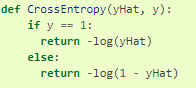 def CrossEntropy(yHat, y):
    if y == 1:
      return -log(yHat)
    else:
      return -log(1 - yHat)